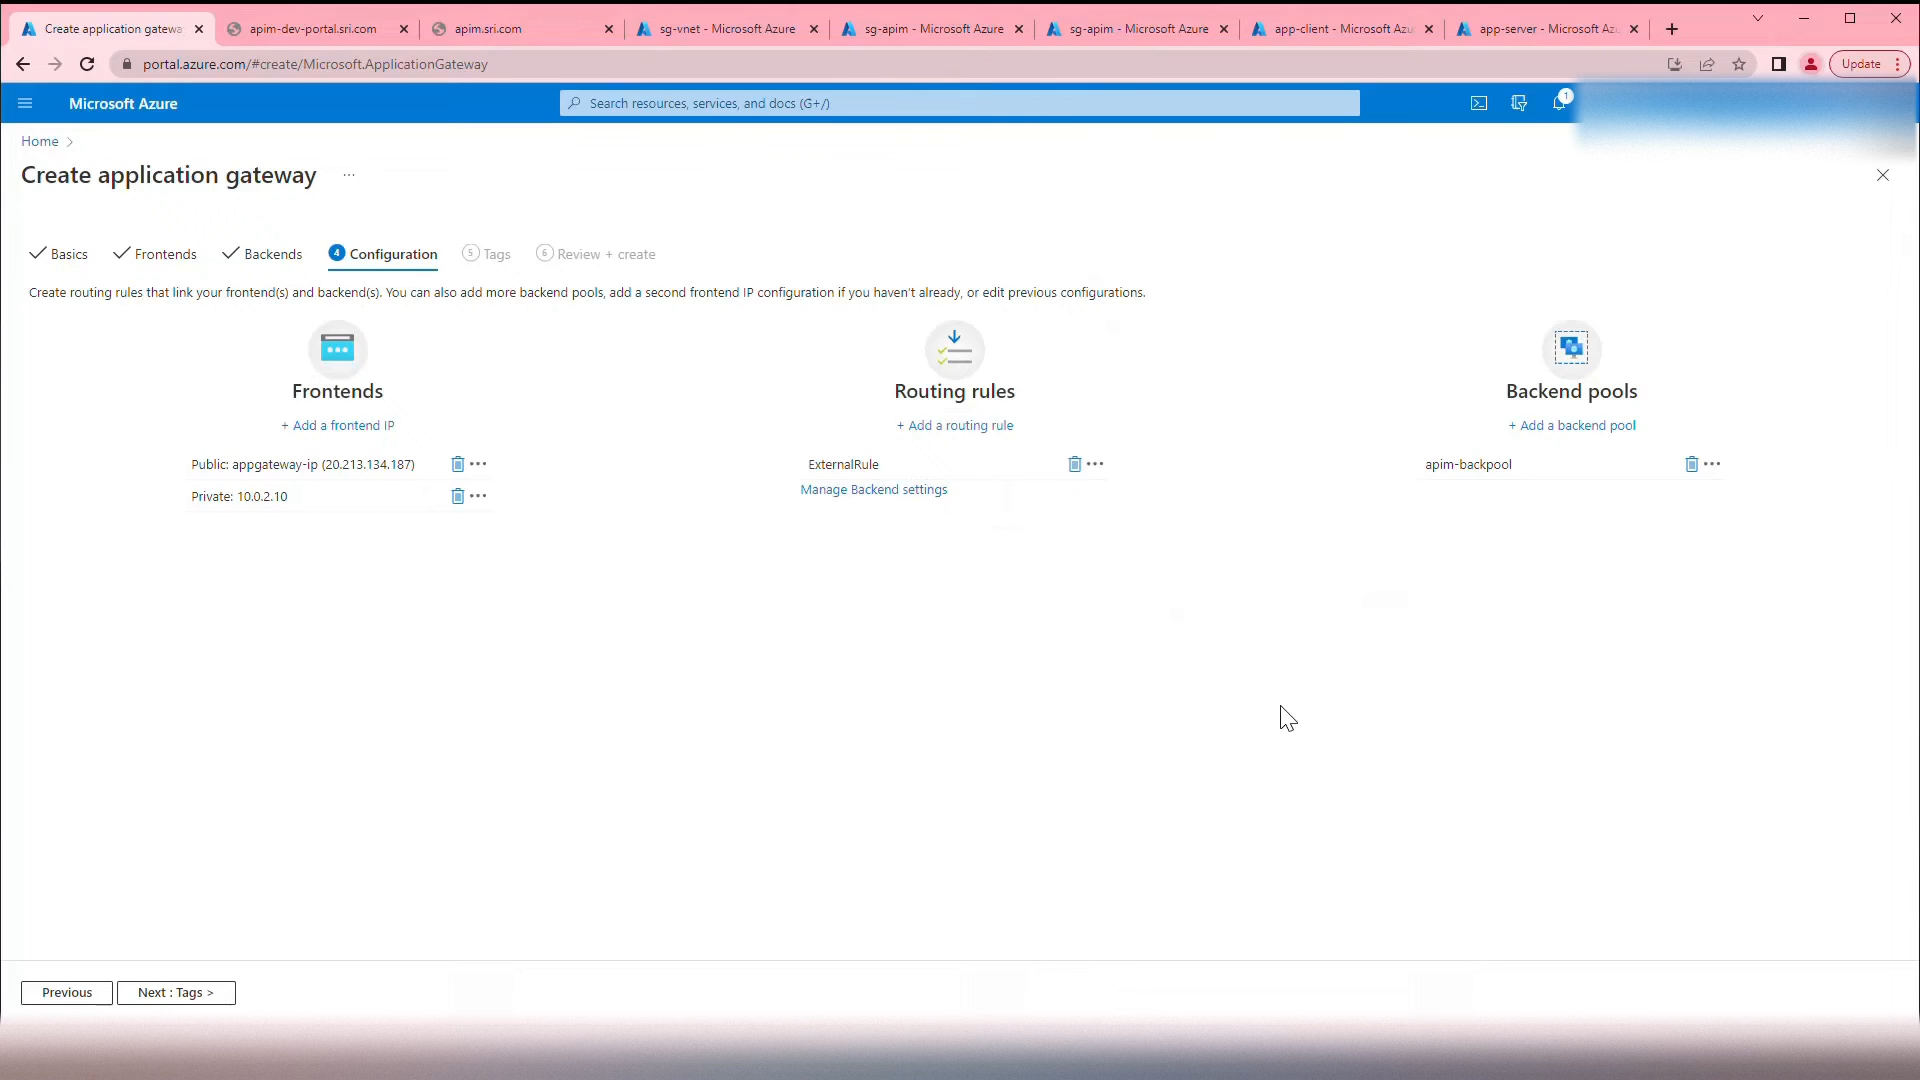 Create application gateway
apim-dev-portal.sri.com
apim.sri.com
sg-vnet - Microsoft Azure
sg-apim - Microsoft Azure
sg-apim - Microsoft Azure
app-client - Microsoft Azu
app-server - Microsoft Az
portal.azure.com/#create/Microsoft.ApplicationGateway
Update
Microsoft Azure
Search resources, services, and docs (G+/)
1
Home >
Create application gateway ...
Basics
Frontends
Backends
4 Configuration
5 Tags
6 Review + create
Create routing rules that link your frontend(s) and backend(s). You can also add more backend pools, add a second frontend IP configuration if you haven't already, or edit previous configurations.
Frontends
+ Add a frontend IP
Public: appgateway-ip (20.213.134.187)
Private: 10.0.2.10
Routing rules
+ Add a routing rule
ExternalRule
Manage Backend settings
Backend pools
+ Add a backend pool
apim-backpool
Previous
Next : Tags >